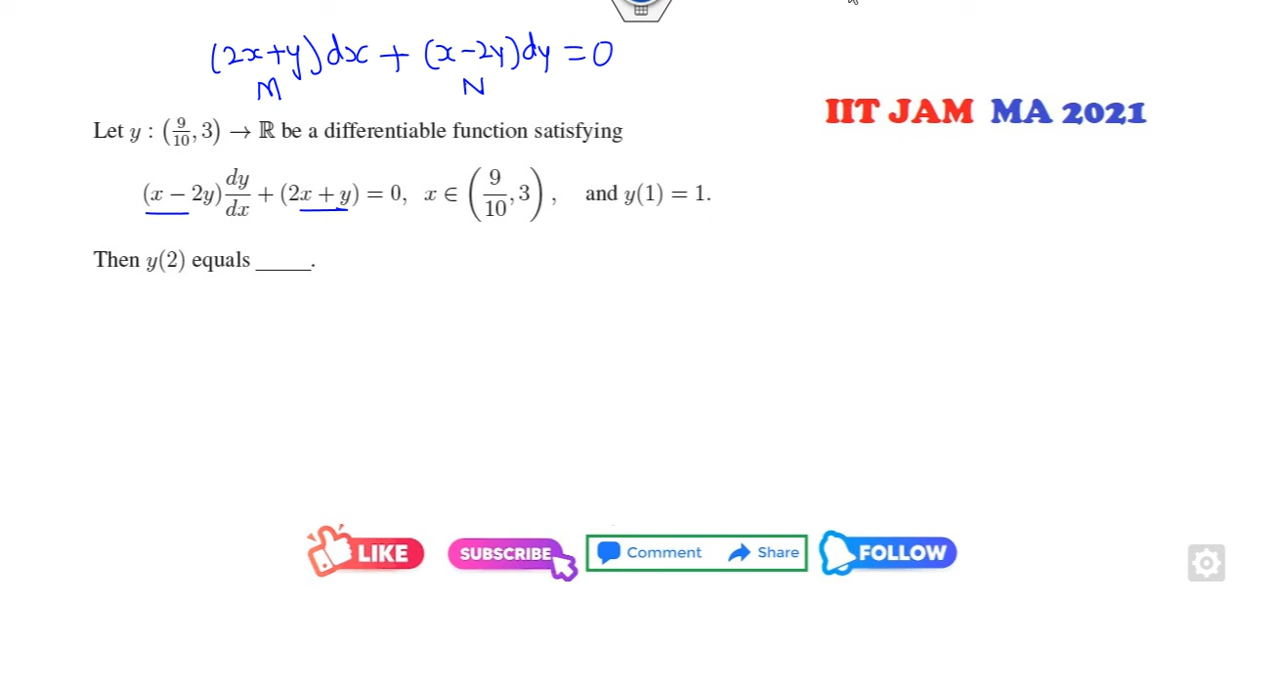 (2x+y)dx + (x-2y)dy = 0
M N
IIT JAM MA 2021
Let y : (9/10, 3) → ℝ be a differentiable function satisfying
(x − 2y) dy/dx + (2x + y) = 0, x ∈ (9/10, 3), and y(1) = 1.
Then y(2) equals _____.
LIKE SUBSCRIBE Comment Share FOLLOW